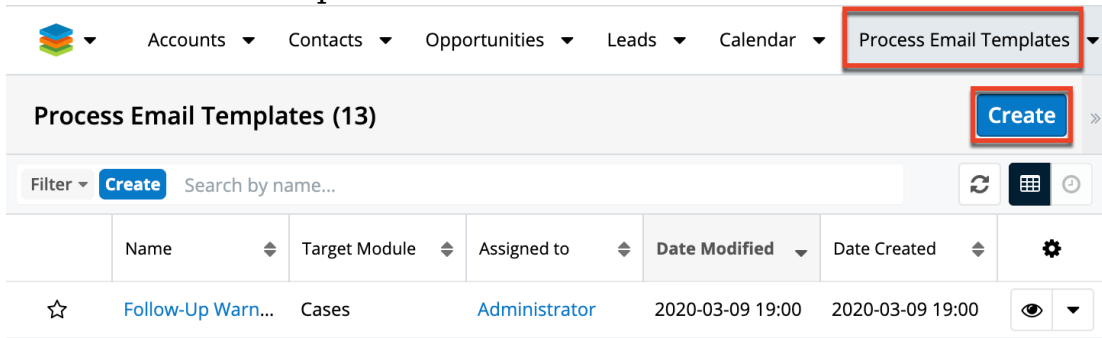 Accounts Contacts Opportunities Leads Calendar Process Email Templates
Process Email Templates (13) Create
Filter Create Search by name...
Name Target Module Assigned to Date Modified Date Created
Follow-Up Warn... Cases Administrator 2020-03-09 19:00 2020-03-09 19:00